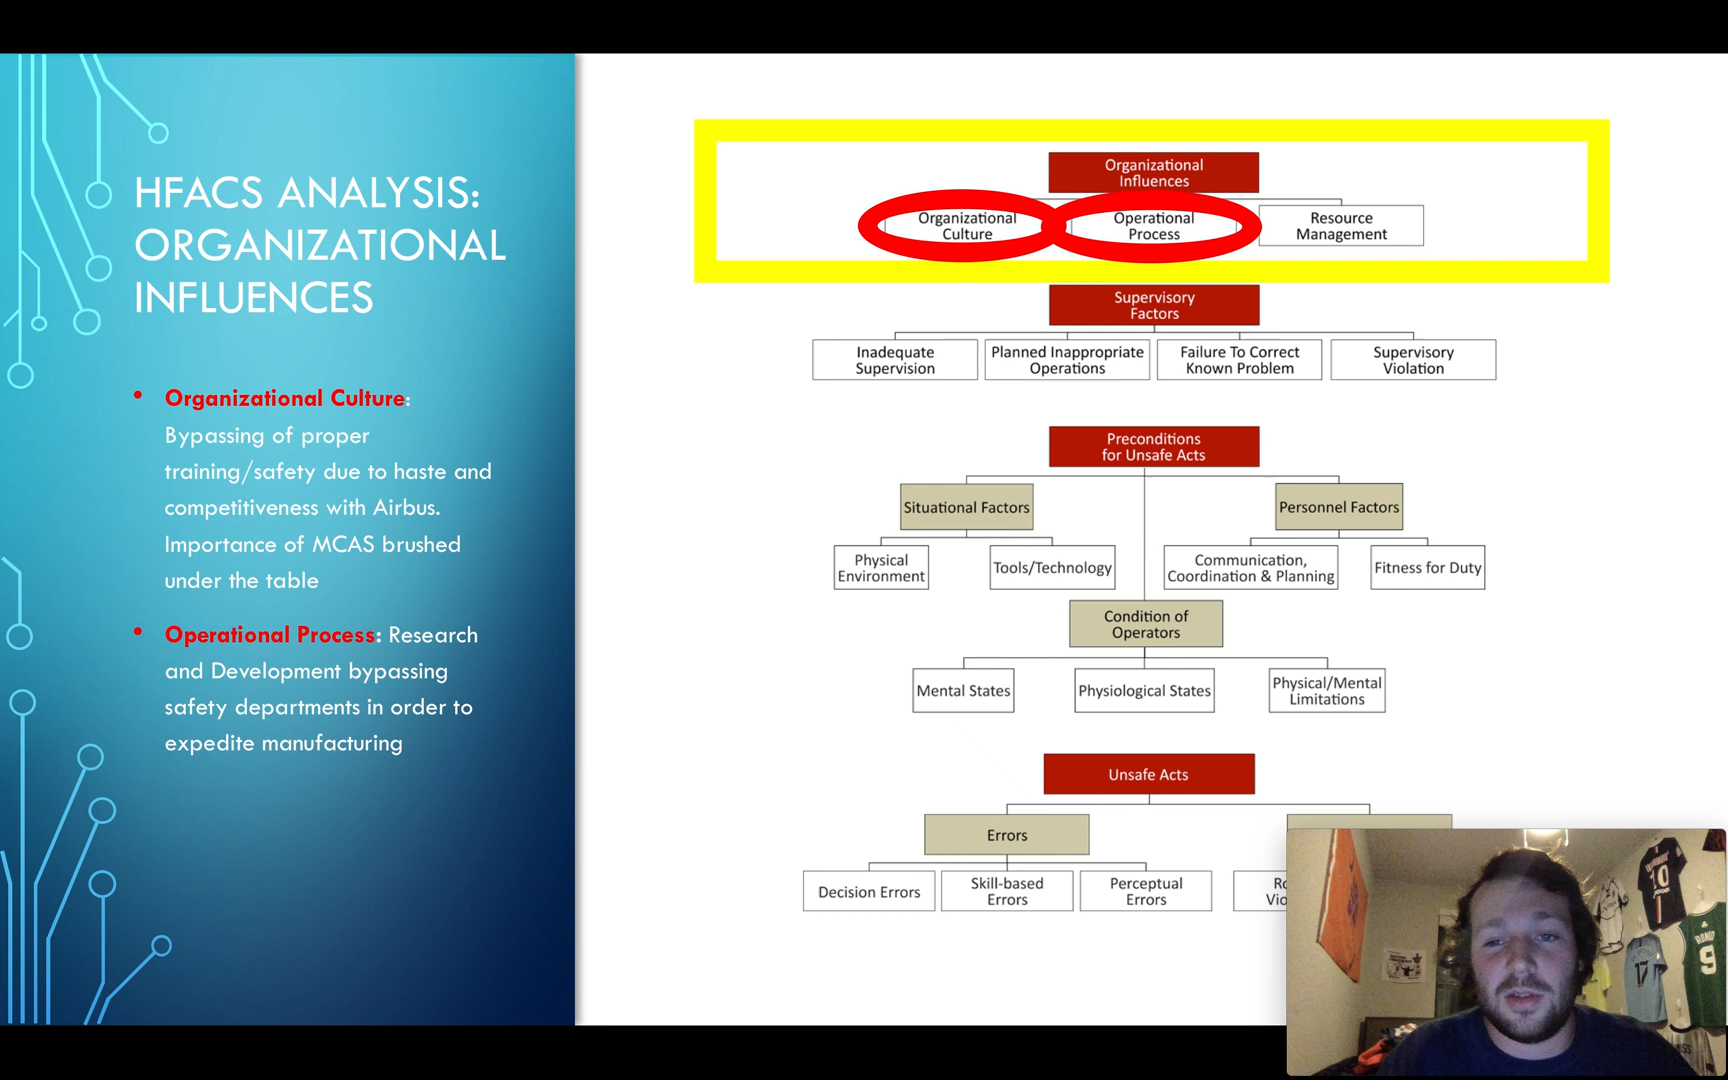 HFACS ANALYSIS:
ORGANIZATIONAL
INFLUENCES
• Organizational Culture:
Bypassing of proper
training/safety due to haste and
competitiveness with Airbus.
Importance of MCAS brushed
under the table
• Operational Process: Research
and Development bypassing
safety departments in order to
expedite manufacturing
Organizational
Influences
Organizational
Culture
Operational
Process
Resource
Management
Supervisory
Factors
Inadequate
Supervision
Planned Inappropriate
Operations
Failure To Correct
Known Problem
Supervisory
Violation
Preconditions
for Unsafe Acts
Situational Factors
Personnel Factors
Physical
Environment
Tools/Technology
Communication,
Coordination & Planning
Fitness for Duty
Condition of
Operators
Mental States
Physiological States
Physical/Mental
Limitations
Unsafe Acts
Errors
Decision Errors
Skill-based
Errors
Perceptual
Errors
10
17
9